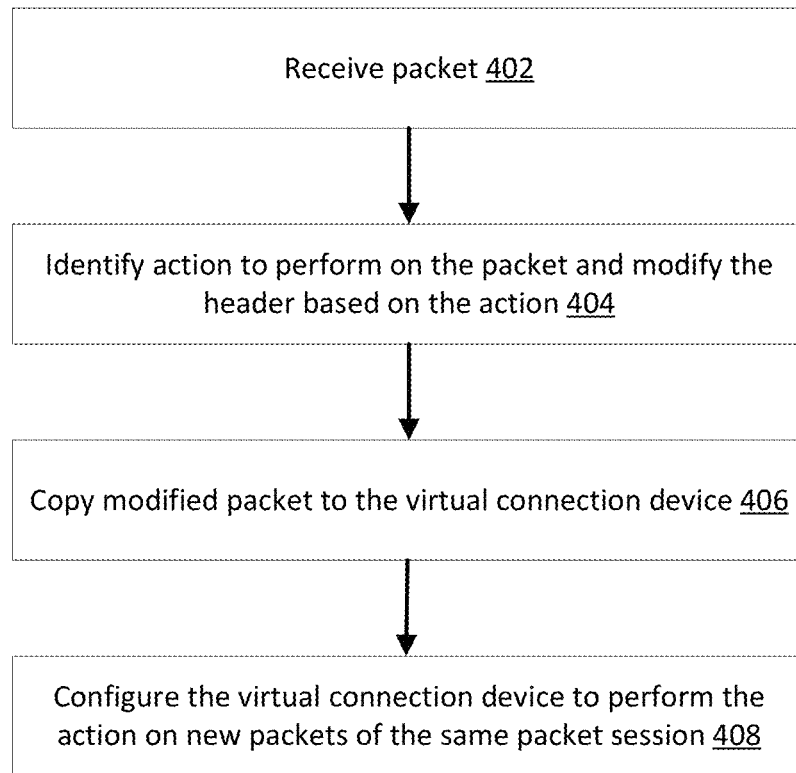 Receive packet 402
Identify action to perform on the packet and modify the
header based on the action 404
Copy modified packet to the virtual connection device 406
Configure the virtual connection device to perform the
action on new packets of the same packet session 408